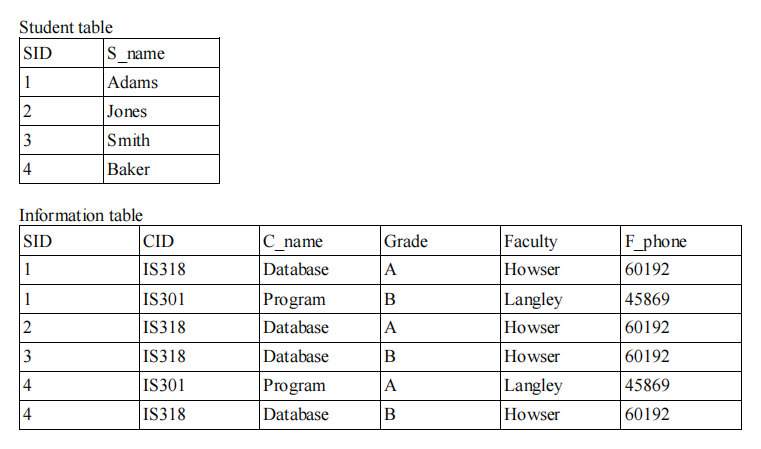 Student table
SID S_name
1 Adams
2 Jones
3 Smith
4 Baker
Information table
SID CID C_name Grade Faculty F_phone
1 IS318 Database A Howser 60192
1 IS301 Program B Langley 45869
2 IS318 Database A Howser 60192
3 IS318 Database B Howser 60192
4 IS301 Program A Langley 45869
4 IS318 Database B Howser 60192